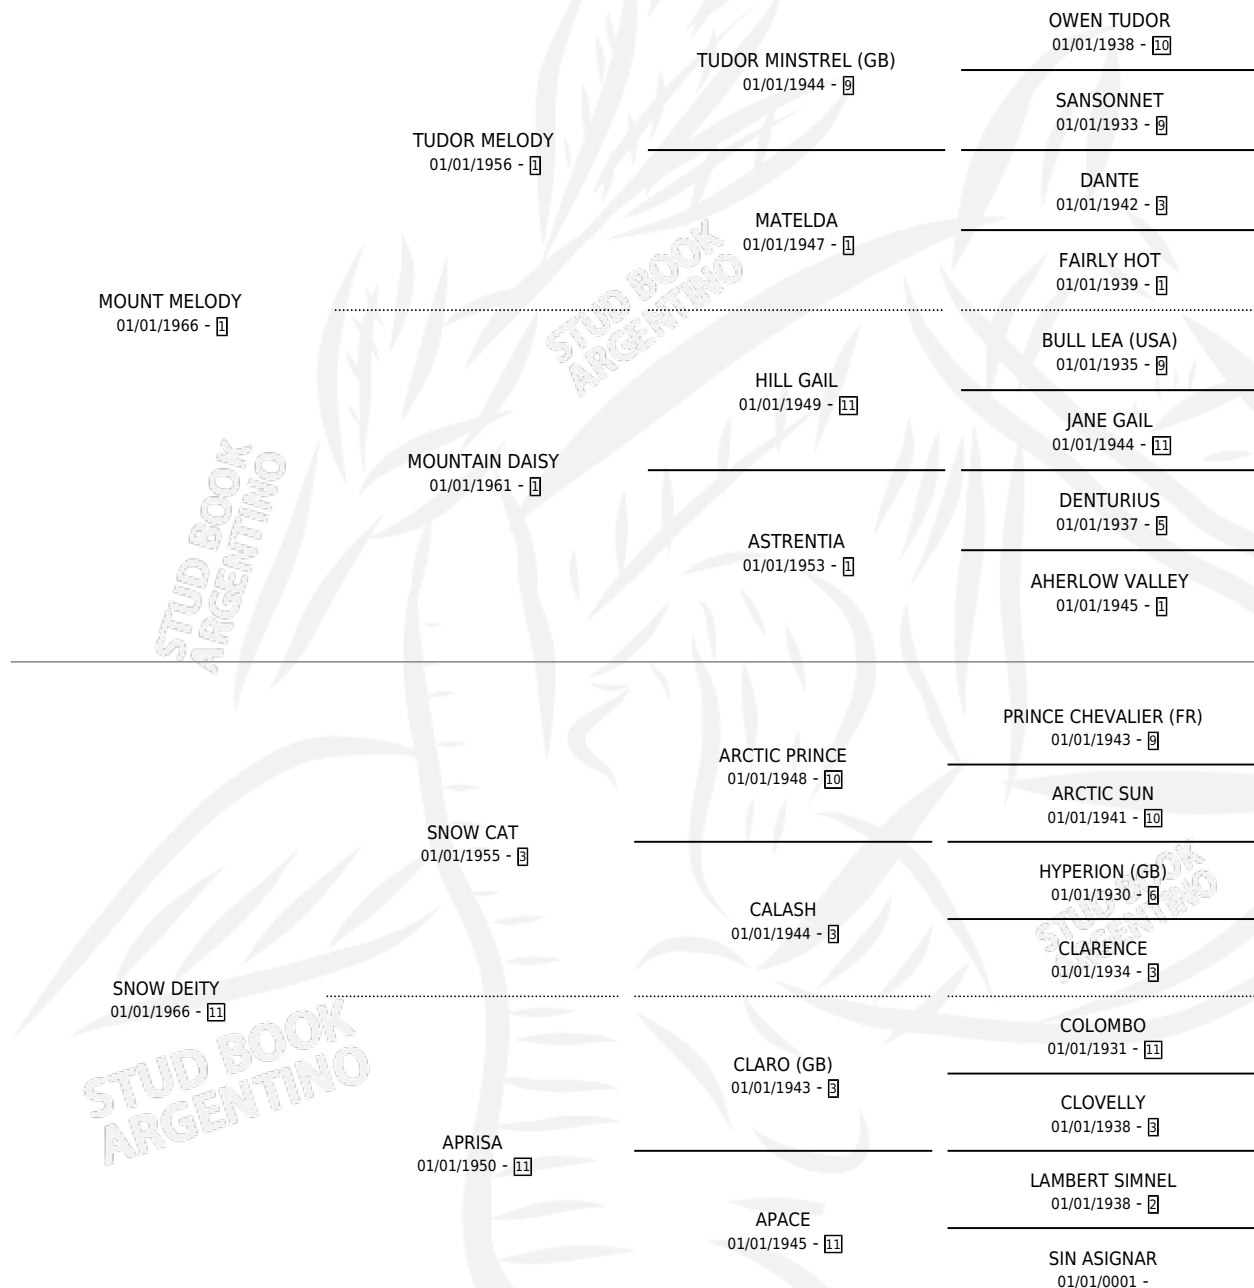 OWEN TUDOR
01/01/1938 - 10
TUDOR MINSTREL (GB)
01/01/1944 - 9
SANSONNET
01/01/1933 - 9
TUDOR MELODY
01/01/1956 - 1
DANTE
01/01/1942 - 3
MATELDA
01/01/1947 - 1
FAIRLY HOT
01/01/1939 - 1
MOUNT MELODY
01/01/1966 - 1
BULL LEA (USA)
01/01/1935 - 9
HILL GAIL
01/01/1949 - 11
JANE GAIL
01/01/1944 - 11
MOUNTAIN DAISY
01/01/1961 - 1
DENTURIUS
01/01/1937 - 5
ASTRENTIA
01/01/1953 - 1
AHERLOW VALLEY
01/01/1945 - 1
PRINCE CHEVALIER (FR)
01/01/1943 - 9
ARCTIC PRINCE
01/01/1948 - 10
ARCTIC SUN
01/01/1941 - 10
SNOW CAT
01/01/1955 - 3
HYPERION (GB)
01/01/1930 - 6
CALASH
01/01/1944 - 3
CLARENCE
01/01/1934 - 3
SNOW DEITY
01/01/1966 - 11
COLOMBO
01/01/1931 - 11
CLARO (GB)
01/01/1943 - 3
CLOVELLY
01/01/1938 - 3
APRISA
01/01/1950 - 11
LAMBERT SIMNEL
01/01/1938 - 2
APACE
01/01/1945 - 11
SIN ASIGNAR
01/01/0001 -
STUD BOOK
ARGENTINO
STUD BOOK
ARGENTINO
STUD BOOK
ARGENTINO
STUD BOOK
ARGENTINO